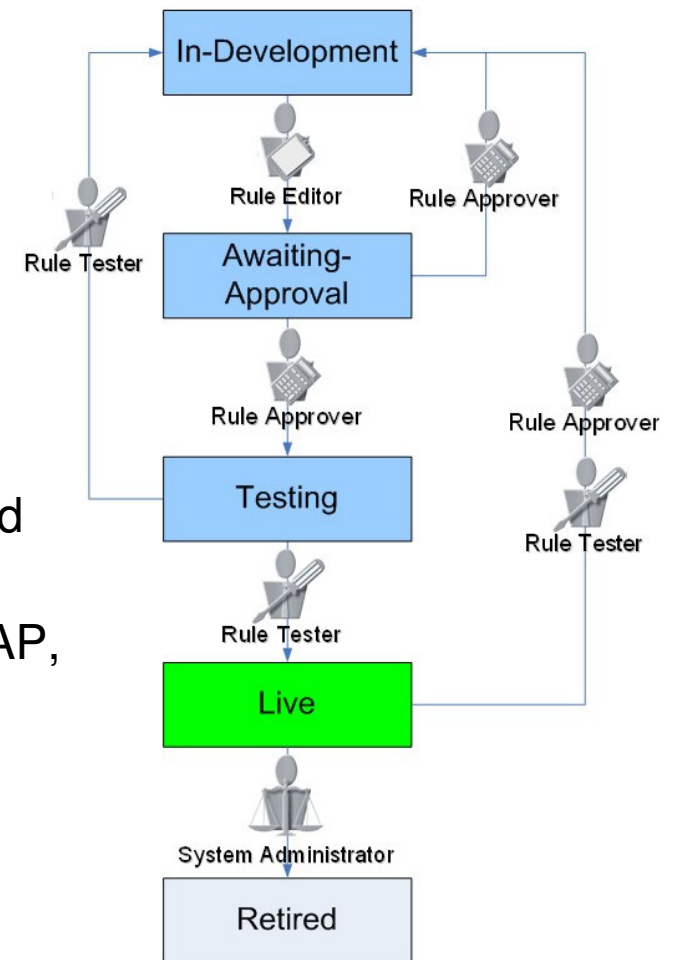 In-Development
Rule Editor
Rule Approver
Rule Tester
Awaiting-
Approval
Rule Approver
Rule Approver
Testing
d
Rule Tester
Rule Tester
AP,
Live
System Administrator
Retired